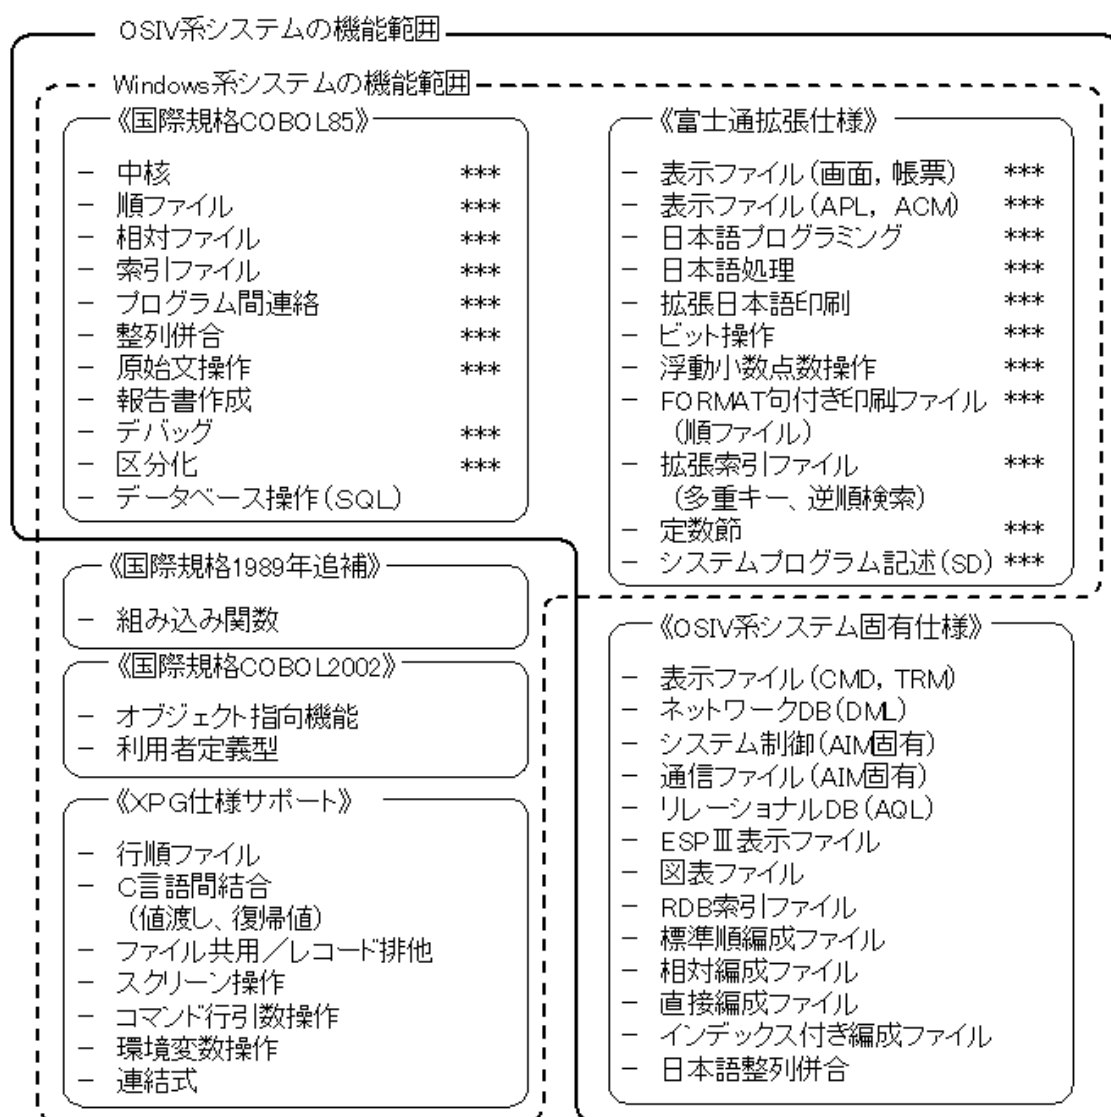 OSIV系システムの機能範囲
Windows系システムの機能範囲
《国際規格COBOL85》
－ 中核 ***
－ 順ファイル ***
－ 相対ファイル ***
－ 索引ファイル ***
－ プログラム間連絡 ***
－ 整列併合 ***
－ 原始文操作 ***
－ 報告書作成
－ デバッグ ***
－ 区分化 ***
－ データベース操作(SQL)
《国際規格1989年追補》
－ 組み込み関数
《国際規格COBOL2002》
－ オブジェクト指向機能
－ 利用者定義型
《XPG仕様サポート》
－ 行順ファイル
－ C言語間結合
(値渡し、復帰値)
－ ファイル共用／レコード排他
－ スクリーン操作
－ コマンド行引数操作
－ 環境変数操作
－ 連結式
《富士通拡張仕様》
－ 表示ファイル(画面，帳票) ***
－ 表示ファイル(APL，ACM) ***
－ 日本語プログラミング ***
－ 日本語処理 ***
－ 拡張日本語印刷 ***
－ ビット操作 ***
－ 浮動小数点数操作 ***
－ FORMAT句付き印刷ファイル ***
(順ファイル)
－ 拡張索引ファイル ***
(多重キー、逆順検索)
－ 定数節 ***
－ システムプログラム記述(SD) ***
《OSIV系システム固有仕様》
－ 表示ファイル(CMD，TRM)
－ ネットワークDB(DML)
－ システム制御(AIM固有)
－ 通信ファイル(AIM固有)
－ リレーショナルDB(AQL)
－ ESPⅢ表示ファイル
－ 図表ファイル
－ RDB索引ファイル
－ 標準順編成ファイル
－ 相対編成ファイル
－ 直接編成ファイル
－ インデックス付き編成ファイル
－ 日本語整列併合